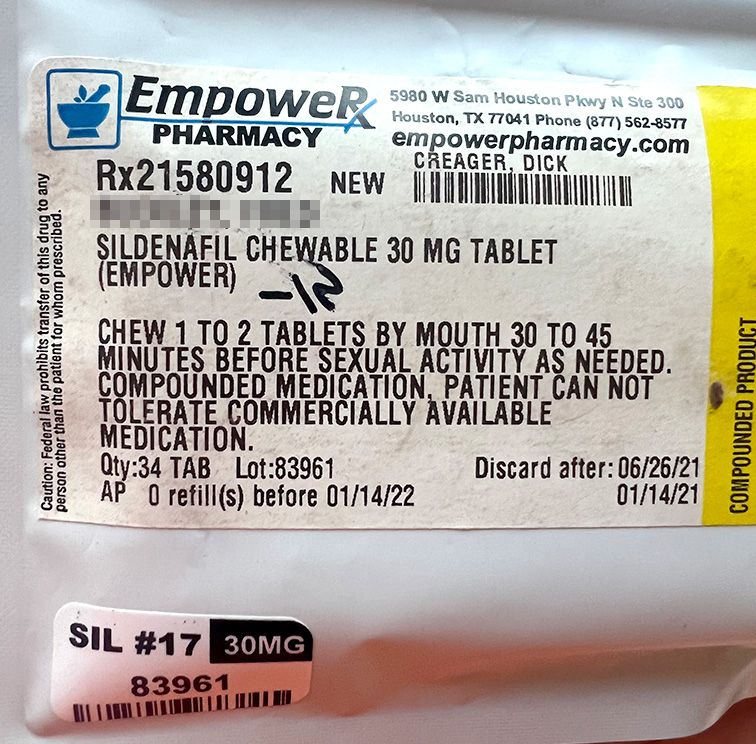 EmpoweRx
PHARMACY
5980 W Sam Houston Pkwy N Ste 300
Houston, TX 77041 Phone (877) 562-8577
empowerpharmacy.com
CREAGER, DICK
Rx21580912 NEW
SILDENAFIL CHEWABLE 30 MG TABLET
(EMPOWER)
-12
CHEW 1 TO 2 TABLETS BY MOUTH 30 TO 45
MINUTES BEFORE SEXUAL ACTIVITY AS NEEDED.
COMPOUNDED MEDICATION, PATIENT CAN NOT
TOLERATE COMMERCIALLY AVAILABLE
MEDICATION.
Qty:34 TAB Lot:83961 Discard after: 06/26/21
AP 0 refill(s) before 01/14/22 01/14/21
Caution: Federal law prohibits transfer of this drug to any
person other than the patient for whom prescribed.
COMPOUNDED PRODUCT
SIL #17 30MG
83961